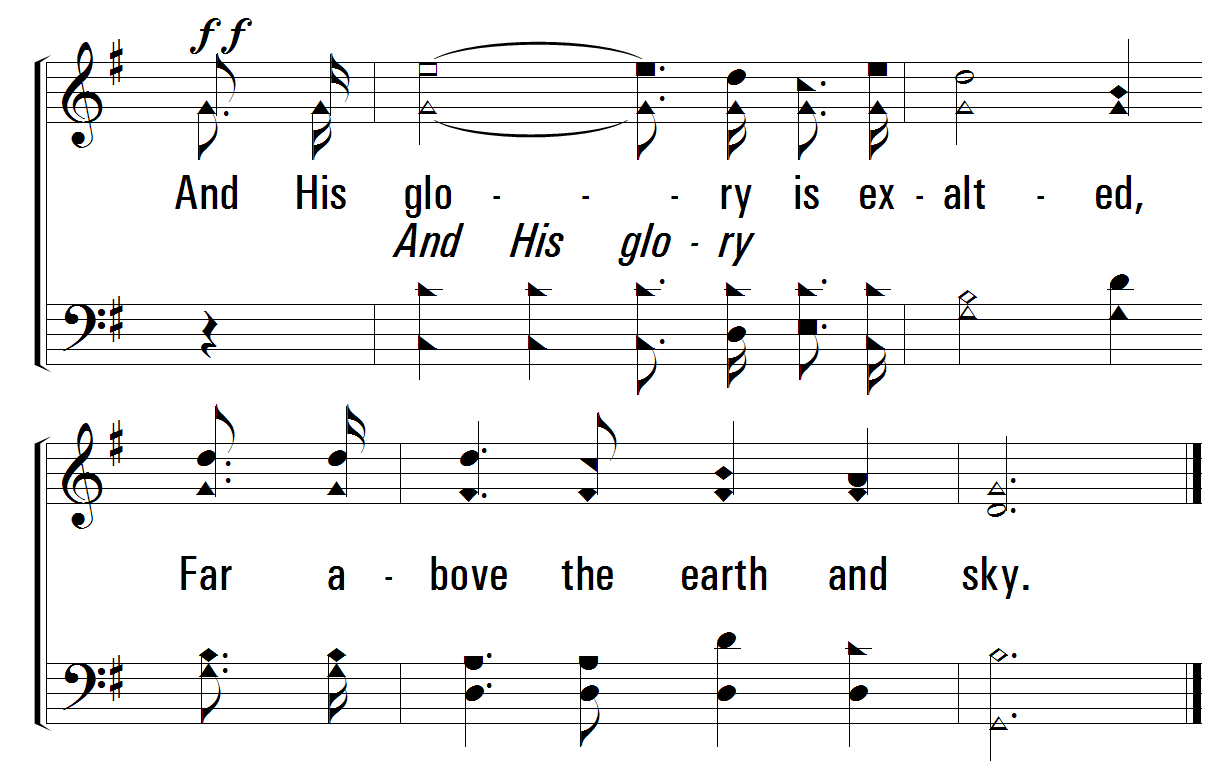 ff
And His glo - - - ry is ex - alt - ed,
And His glo - ry
Far a - bove the earth and sky.